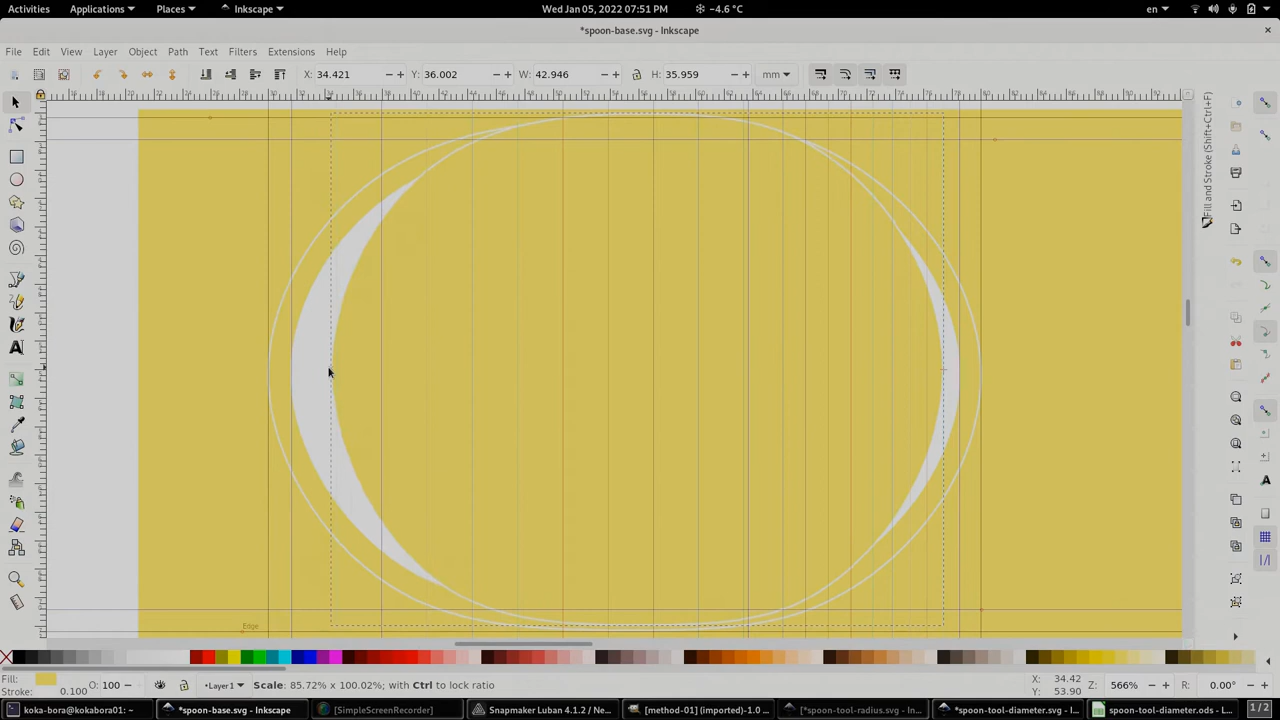 Activities Applications Places Inkscape Wed Jan 05, 2022 07:51 PM -4.6 °C en
*spoon-base.svg - Inkscape
File Edit View Layer Object Path Text Filters Extensions Help
X: 34.421 Y: 36.002 W: 42.946 H: 35.959 mm
Fill and Stroke (Shift+Ctrl+F)
Edge
Fill: O: 100 Layer 1 Scale: 85.72% x 100.02%; with Ctrl to lock ratio X: 34.42 Z: 566% R: 0.00°
Stroke: 0.100 Y: 53.90
koka-bora@kokabora01: ~ *spoon-base.svg - Inkscape [SimpleScreenRecorder] Snapmaker Luban 4.1.2 / Ne... [method-01] (imported)-1.0 ... [*spoon-tool-radius.svg - In... *spoon-tool-diameter.svg - I... spoon-tool-diameter.ods - L... 1/2